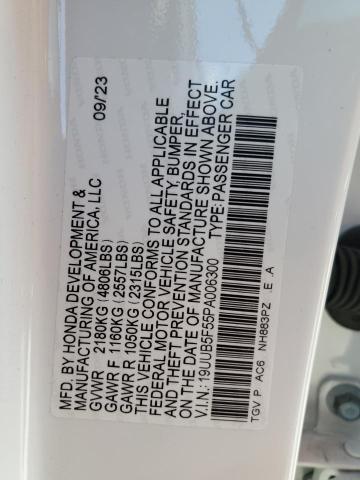 MFD. BY HONDA DEVELOPMENT &
MANUFACTURING OF AMERICA, LLC 09/'23
GVWR 2180KG (4806LBS)
GAWR F 1160KG (2557LBS)
GAWR R 1050KG (2315LBS)
THIS VEHICLE CONFORMS TO ALL APPLICABLE
FEDERAL MOTOR VEHICLE SAFETY, BUMPER,
AND THEFT PREVENTION STANDARDS IN EFFECT
ON THE DATE OF MANUFACTURE SHOWN ABOVE.
V.I.N.: 19UUB5F55PA006300 TYPE: PASSENGER CAR
TGV P AC6 NH883PZ E A